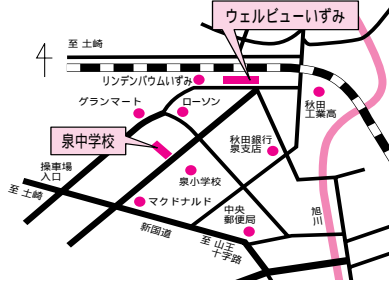 ウェルビューいずみ
至 土崎
リンデンバウムいずみ
グランマート
ローソン
秋田
工業高
泉中学校
秋田銀行
泉支店
操車場
入口
泉小学校
至 土崎
マクドナルド
中央
郵便局
旭川
新国道
至 山王
十字路